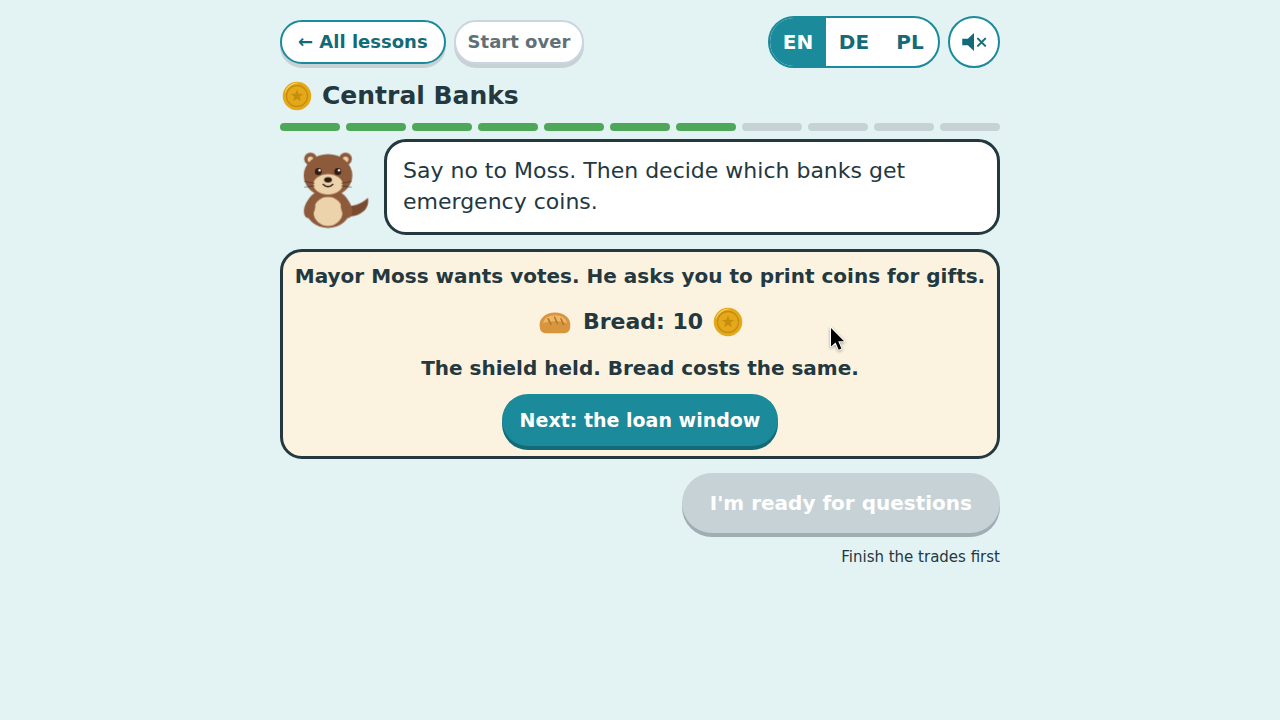 ← All lessons
Start over
EN DE PL
Central Banks
Say no to Moss. Then decide which banks get
emergency coins.
Mayor Moss wants votes. He asks you to print coins for gifts.
Bread: 10
The shield held. Bread costs the same.
Next: the loan window
I'm ready for questions
Finish the trades first